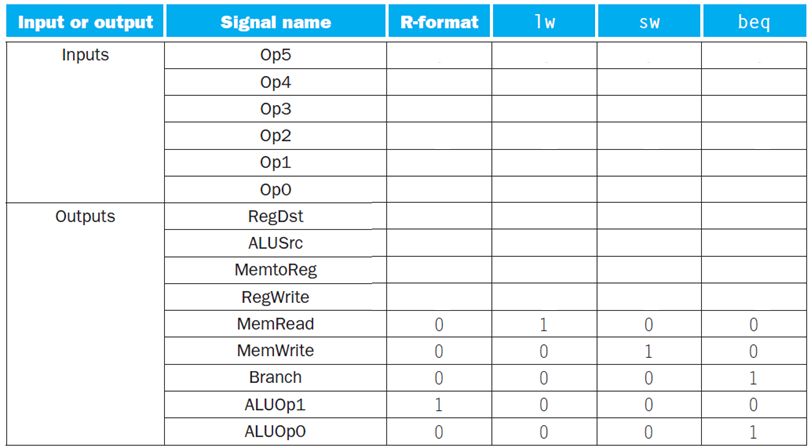 Input or output Signal name R-format lw sw beq
Inputs Op5
Op4
Op3
Op2
Op1
Op0
Outputs RegDst
ALUSrc
MemtoReg
RegWrite
MemRead 0 1 0 0
MemWrite 0 0 1 0
Branch 0 0 0 1
ALUOp1 1 0 0 0
ALUOp0 0 0 0 1